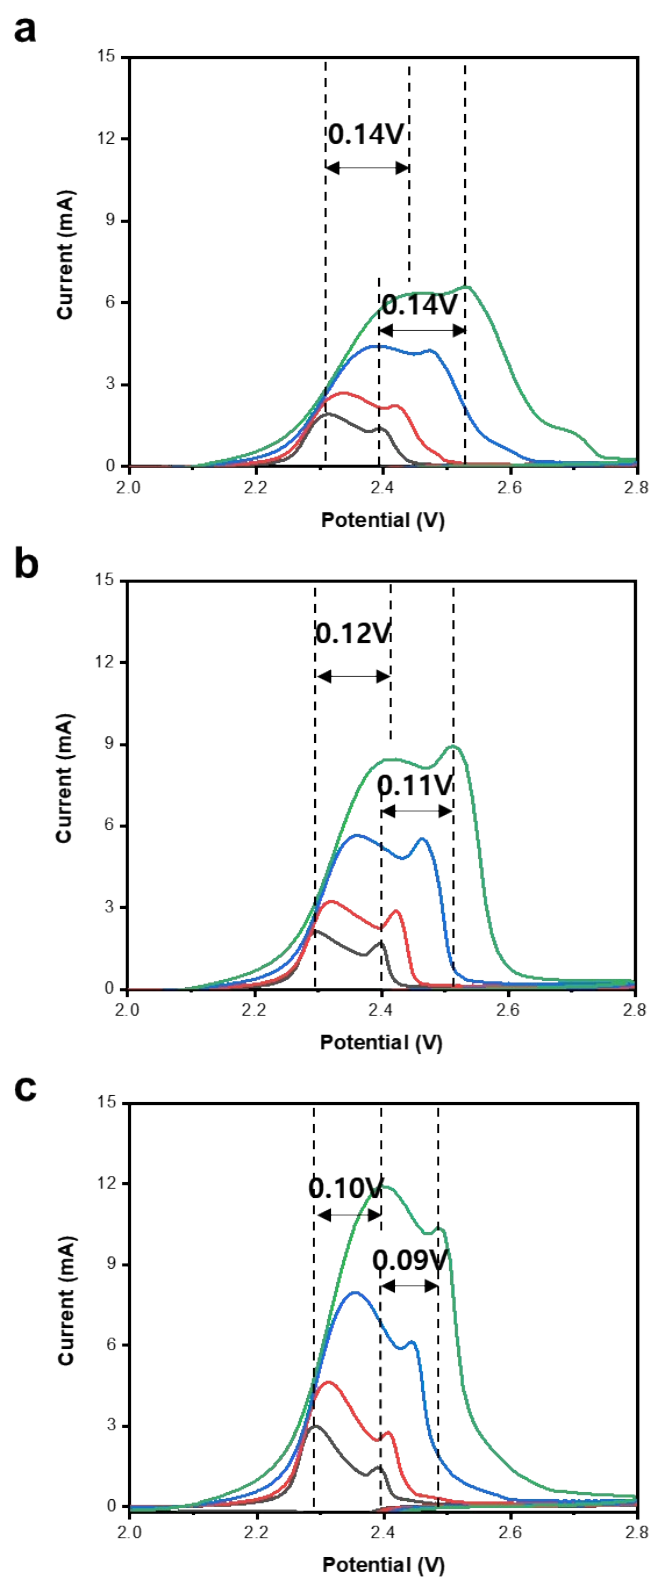 a
15
12
9
6
3
0
0.14V
0.14V
2.0 2.2 2.4 2.6 2.8
Current (mA)
Potential (V)
b
15
12
9
6
3
0
0.12V
0.11V
2.0 2.2 2.4 2.6 2.8
Current (mA)
Potential (V)
c
15
12
9
6
3
0
0.10V
0.09V
2.0 2.2 2.4 2.6 2.8
Current (mA)
Potential (V)